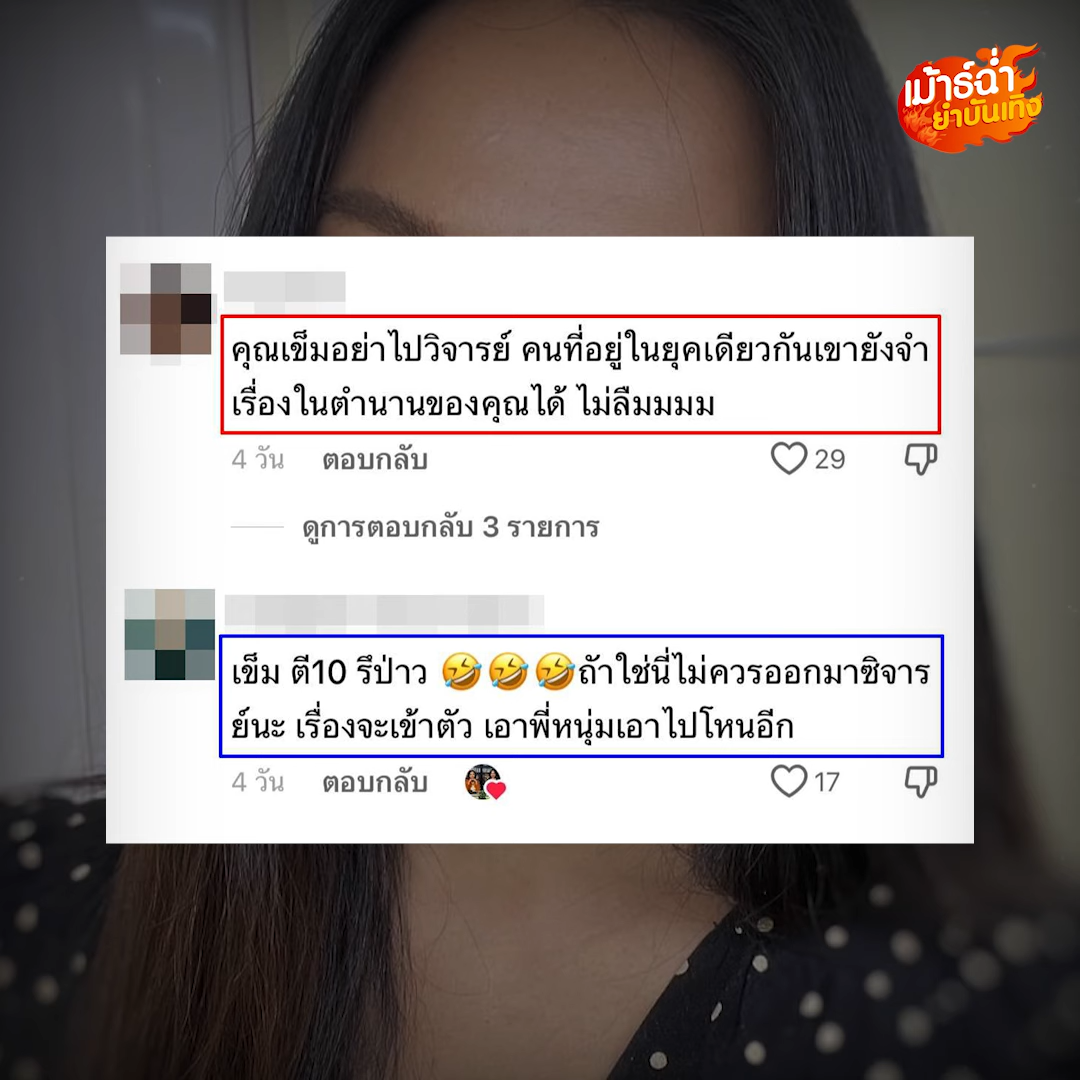 เม้าธ์ฉ่ำ
ยำบันเทิง
คุณเข็มอย่าไปวิจารย์ คนที่อยู่ในยุคเดียวกันเขายังจำ
เรื่องในตำนานของคุณได้ ไม่ลืมมมม
4 วัน ตอบกลับ 29
ดูการตอบกลับ 3 รายการ
เข็ม ตี10 รึป่าว 🤣🤣🤣ถ้าใช่นี่ไม่ควรออกมาชิจาร
ย์นะ เรื่องจะเข้าตัว เอาพี่หนุ่มเอาไปโหนอีก
4 วัน ตอบกลับ 17